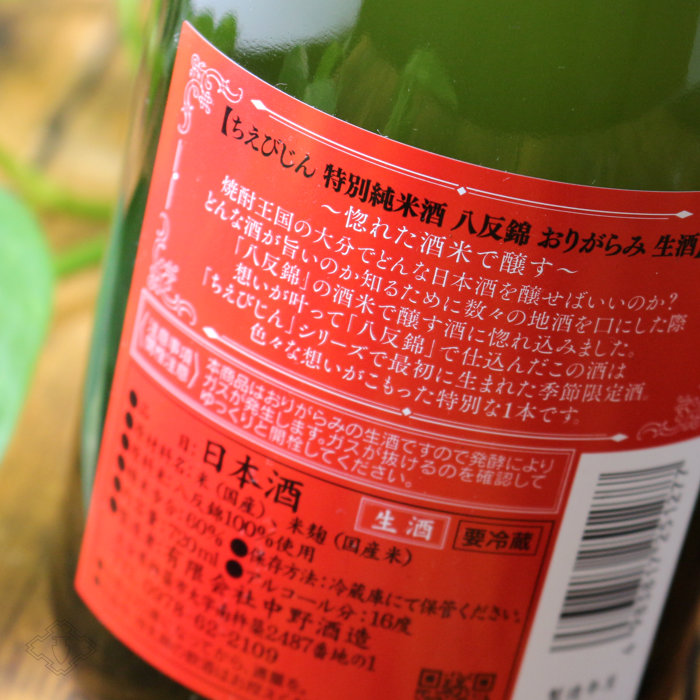 【ちえびじん 特別純米酒 八反錦 おりがらみ 生酒】
～惚れた酒米で醸す～
焼酎王国の大分でどんな日本酒を醸せばいいのか?
どんな酒が旨いのか知るために数々の地酒を口にした際
「八反錦」の酒米で醸す酒に惚れ込みました。
想いが叶って「八反錦」で仕込んだこの酒は
「ちえびじん」シリーズで最初に生まれた季節限定酒。
色々な想いがこもった特別な1本です。
本商品はおりがらみの生酒ですので発酵により
ガスが発生します。ガスが抜けるのを確認して
ゆっくりと開栓してください。
目:日本酒
生酒
要冷蔵
米(国産) 米麹(国産米)
八反錦100%使用
60% ●保存方法:冷蔵庫にて保管ください。
720ml ●アルコール分:16度
有限会社中野酒造
2487番地の1
62-2109